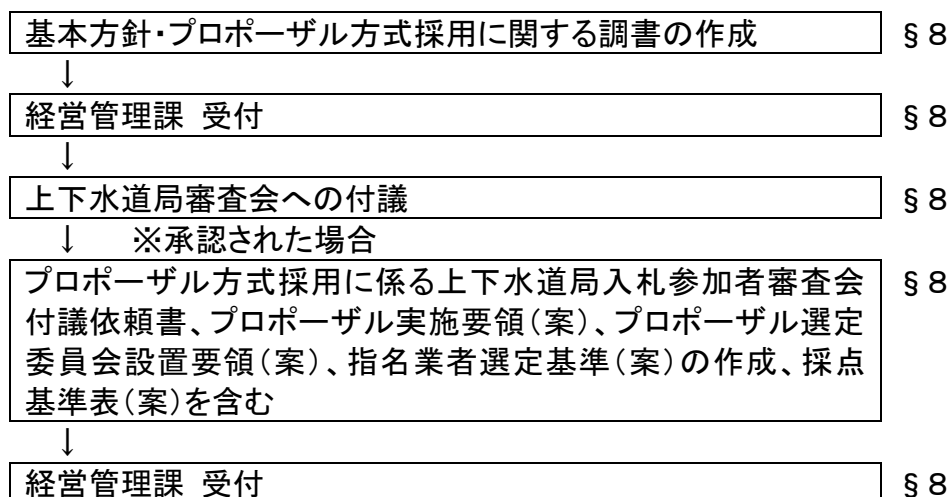 基本方針・プロポーザル方式採用に関する調書の作成 §8
↓
経営管理課 受付 §8
↓
上下水道局審査会への付議 §8
↓ ※承認された場合
プロポーザル方式採用に係る上下水道局入札参加者審査会 §8
付議依頼書、プロポーザル実施要領(案)、プロポーザル選定
委員会設置要領(案)、指名業者選定基準(案)の作成、採点
基準表(案)を含む
↓
経営管理課 受付 §8